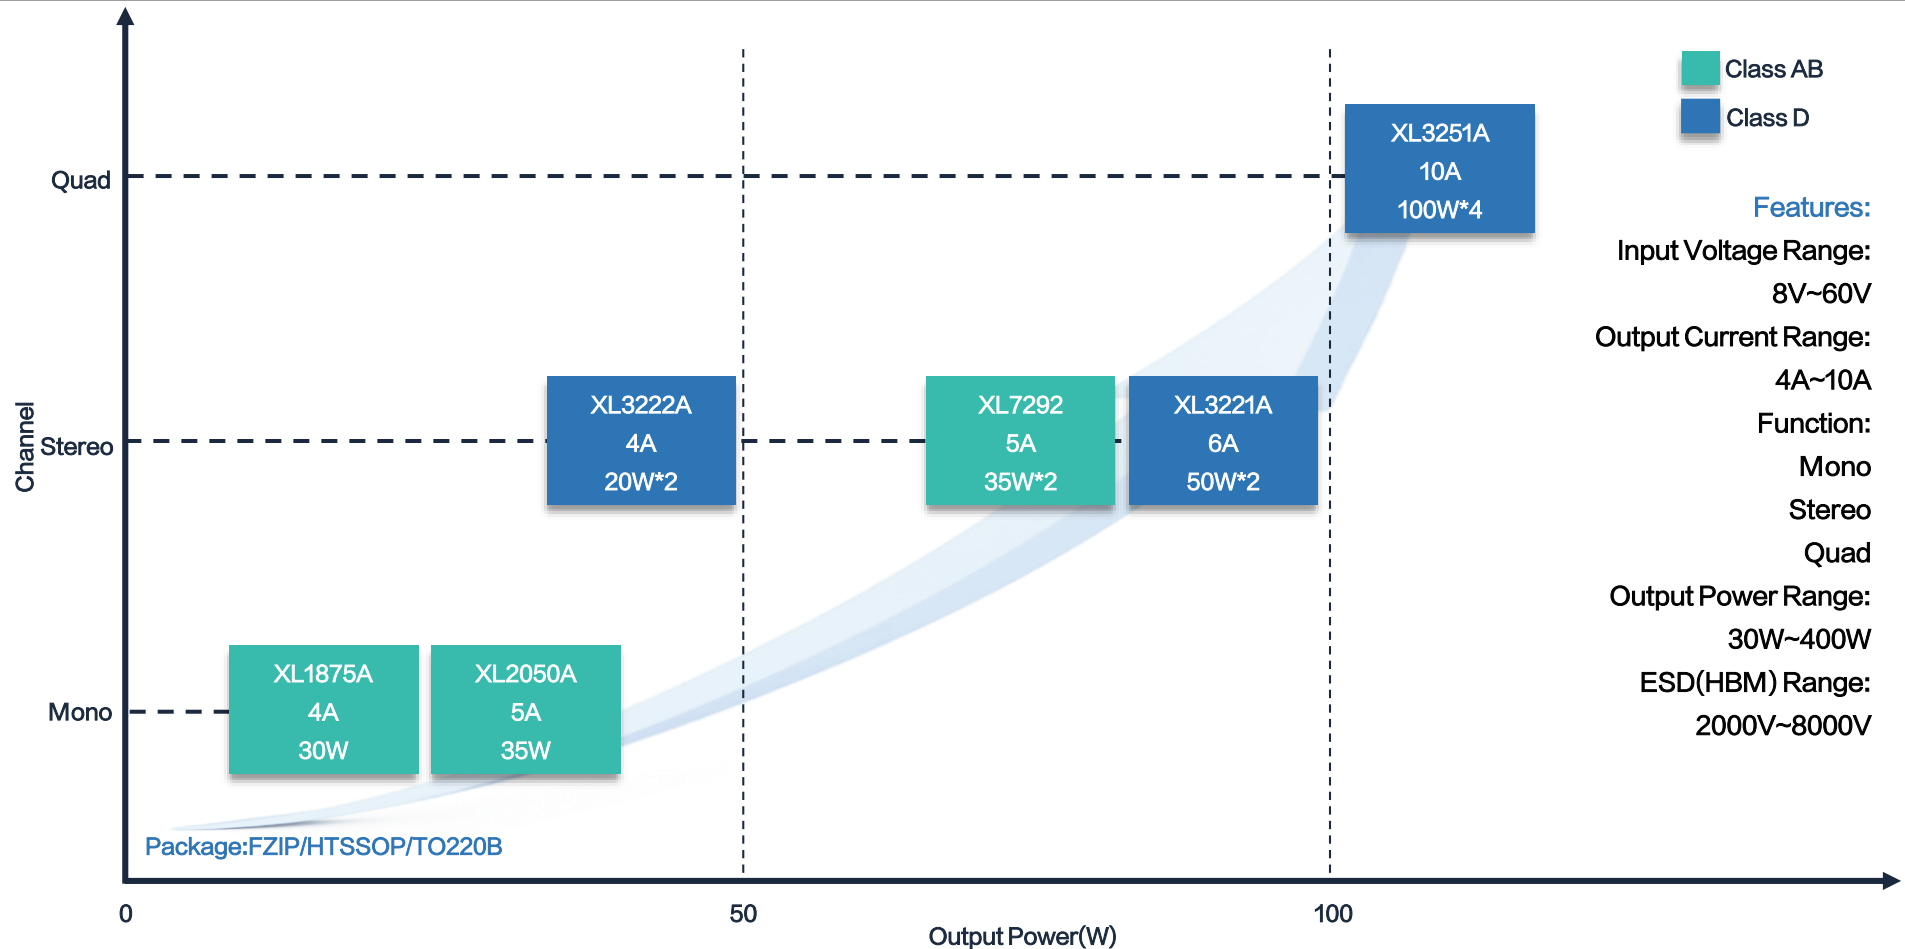 Class AB
Class D
XL3251A
10A
100W*4
Quad
Features:
Input Voltage Range:
8V~60V
Output Current Range:
4A~10A
Function:
Mono
Stereo
Quad
Output Power Range:
30W~400W
ESD(HBM) Range:
2000V~8000V
Channel
Stereo
XL3222A
4A
20W*2
XL7292
5A
35W*2
XL3221A
6A
50W*2
Mono
XL1875A
4A
30W
XL2050A
5A
35W
Package:FZIP/HTSSOP/TO220B
0
50
100
Output Power(W)